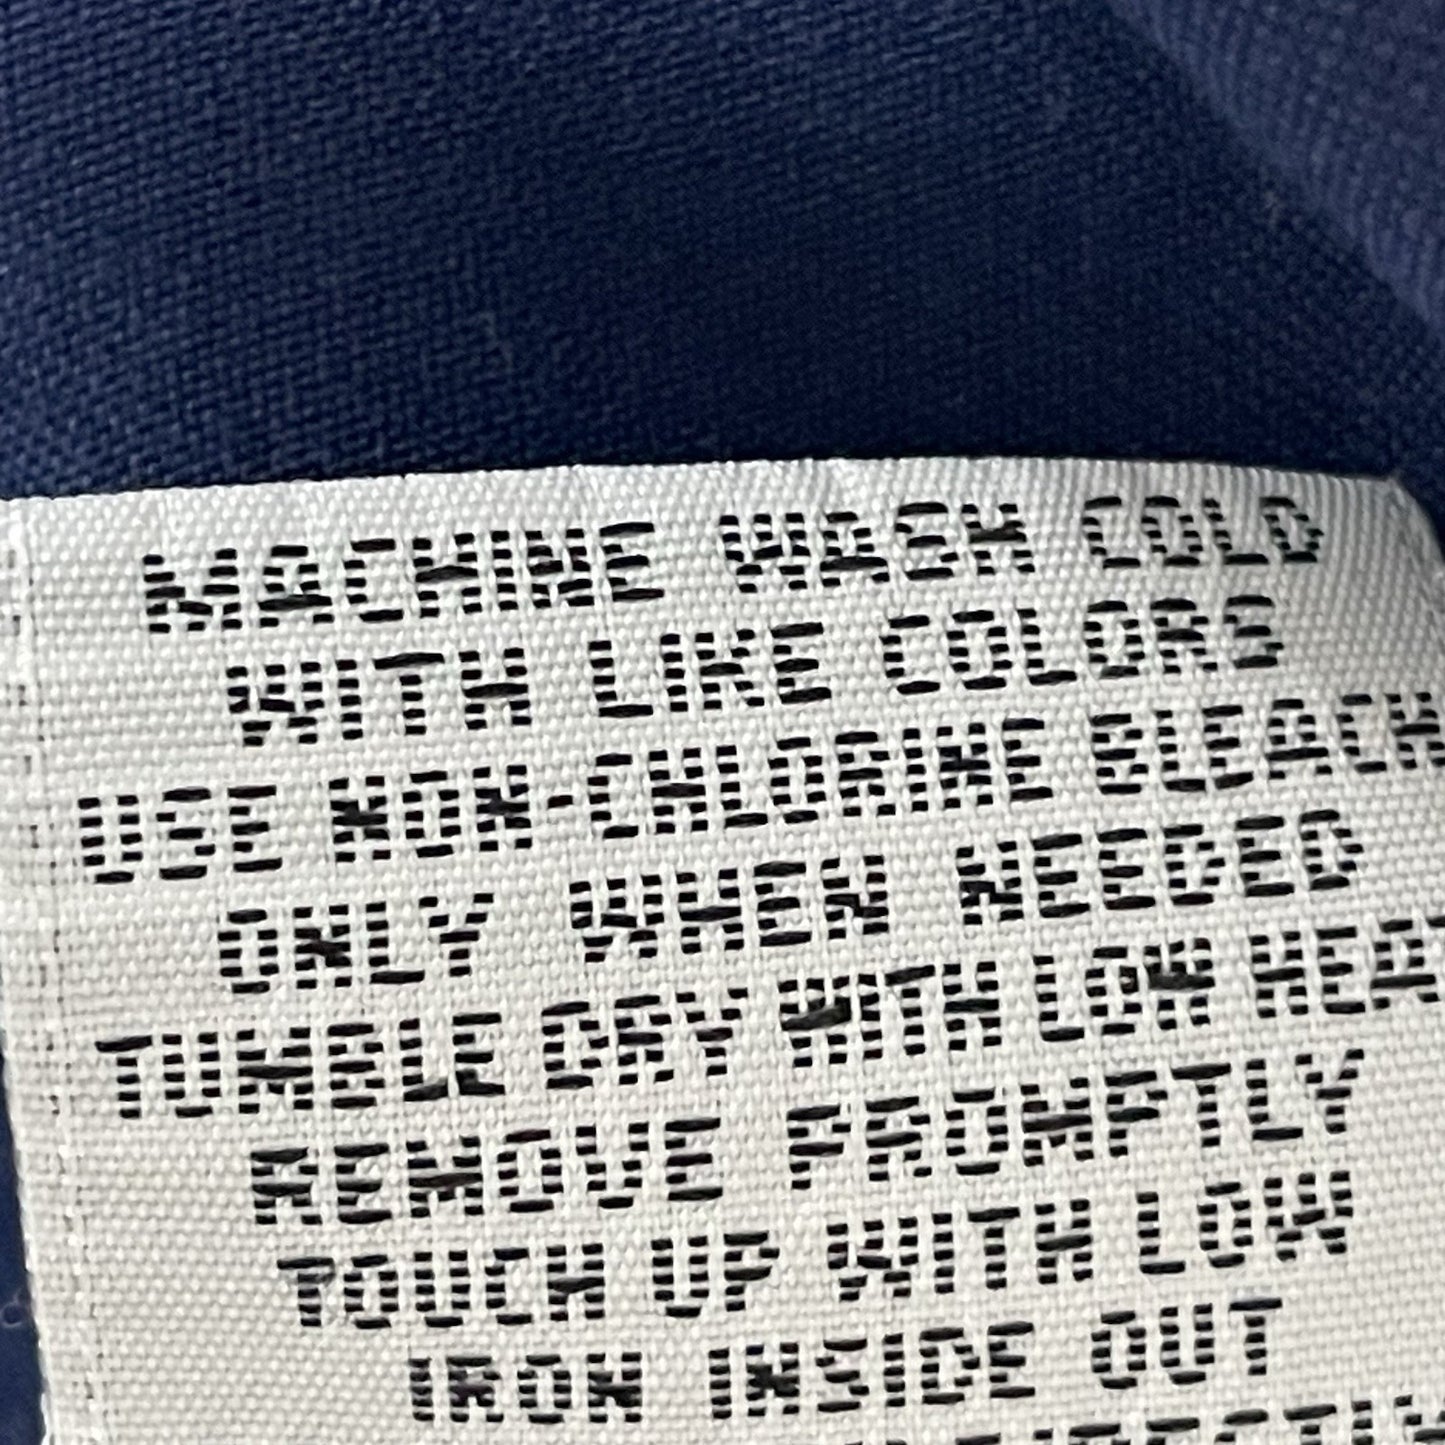 MACHINE WASH COLD
WITH LIKE COLORS
USE NON-CHLORINE BLEACH
ONLY WHEN NEEDED
TUMBLE DRY WITH LOW HEAT
REMOVE PROMPTLY
TOUCH UP WITH LOW
IRON INSIDE OUT